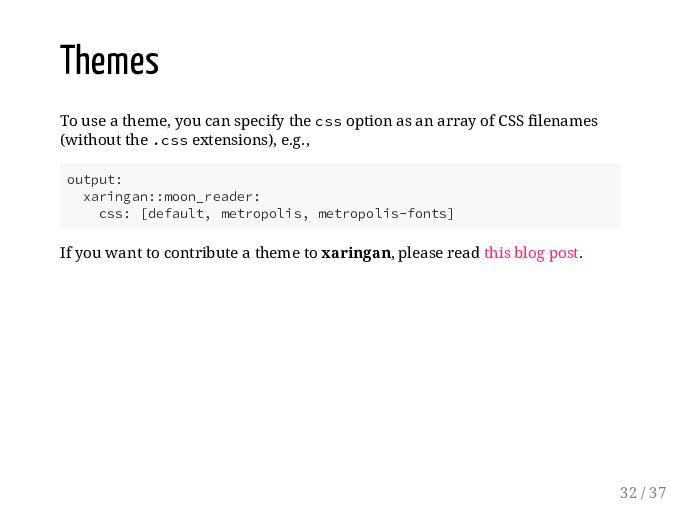 Themes
To use a theme, you can specify the css option as an array of CSS filenames
(without the .css extensions), e.g.,
output:
  xaringan::moon_reader:
    css: [default, metropolis, metropolis-fonts]
If you want to contribute a theme to xaringan, please read this blog post.
32 / 37